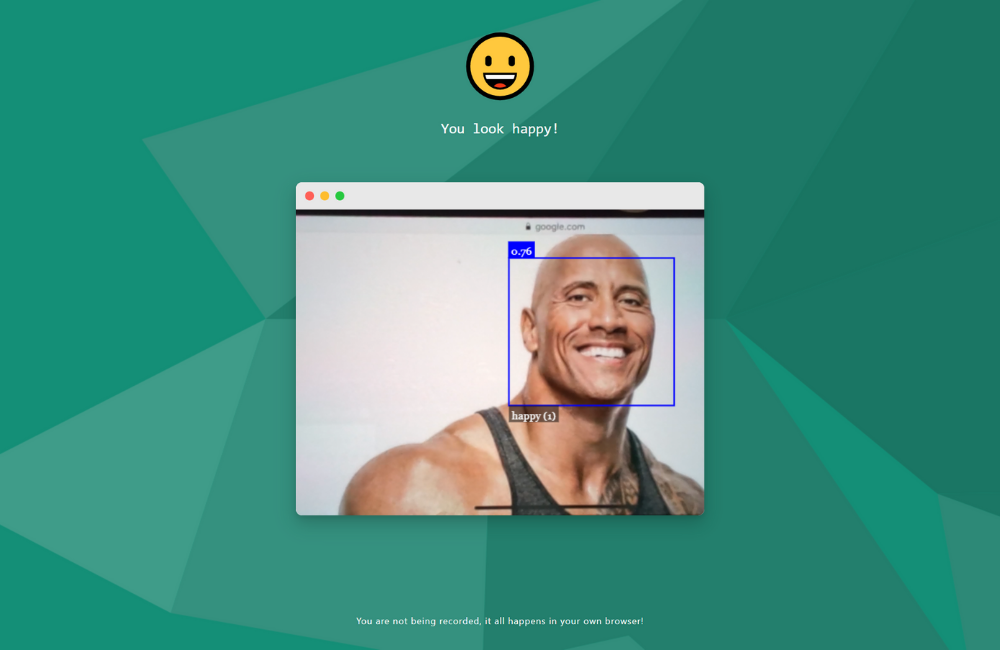 You look happy!
google.com
0.76
happy (1)
You are not being recorded, it all happens in your own browser!